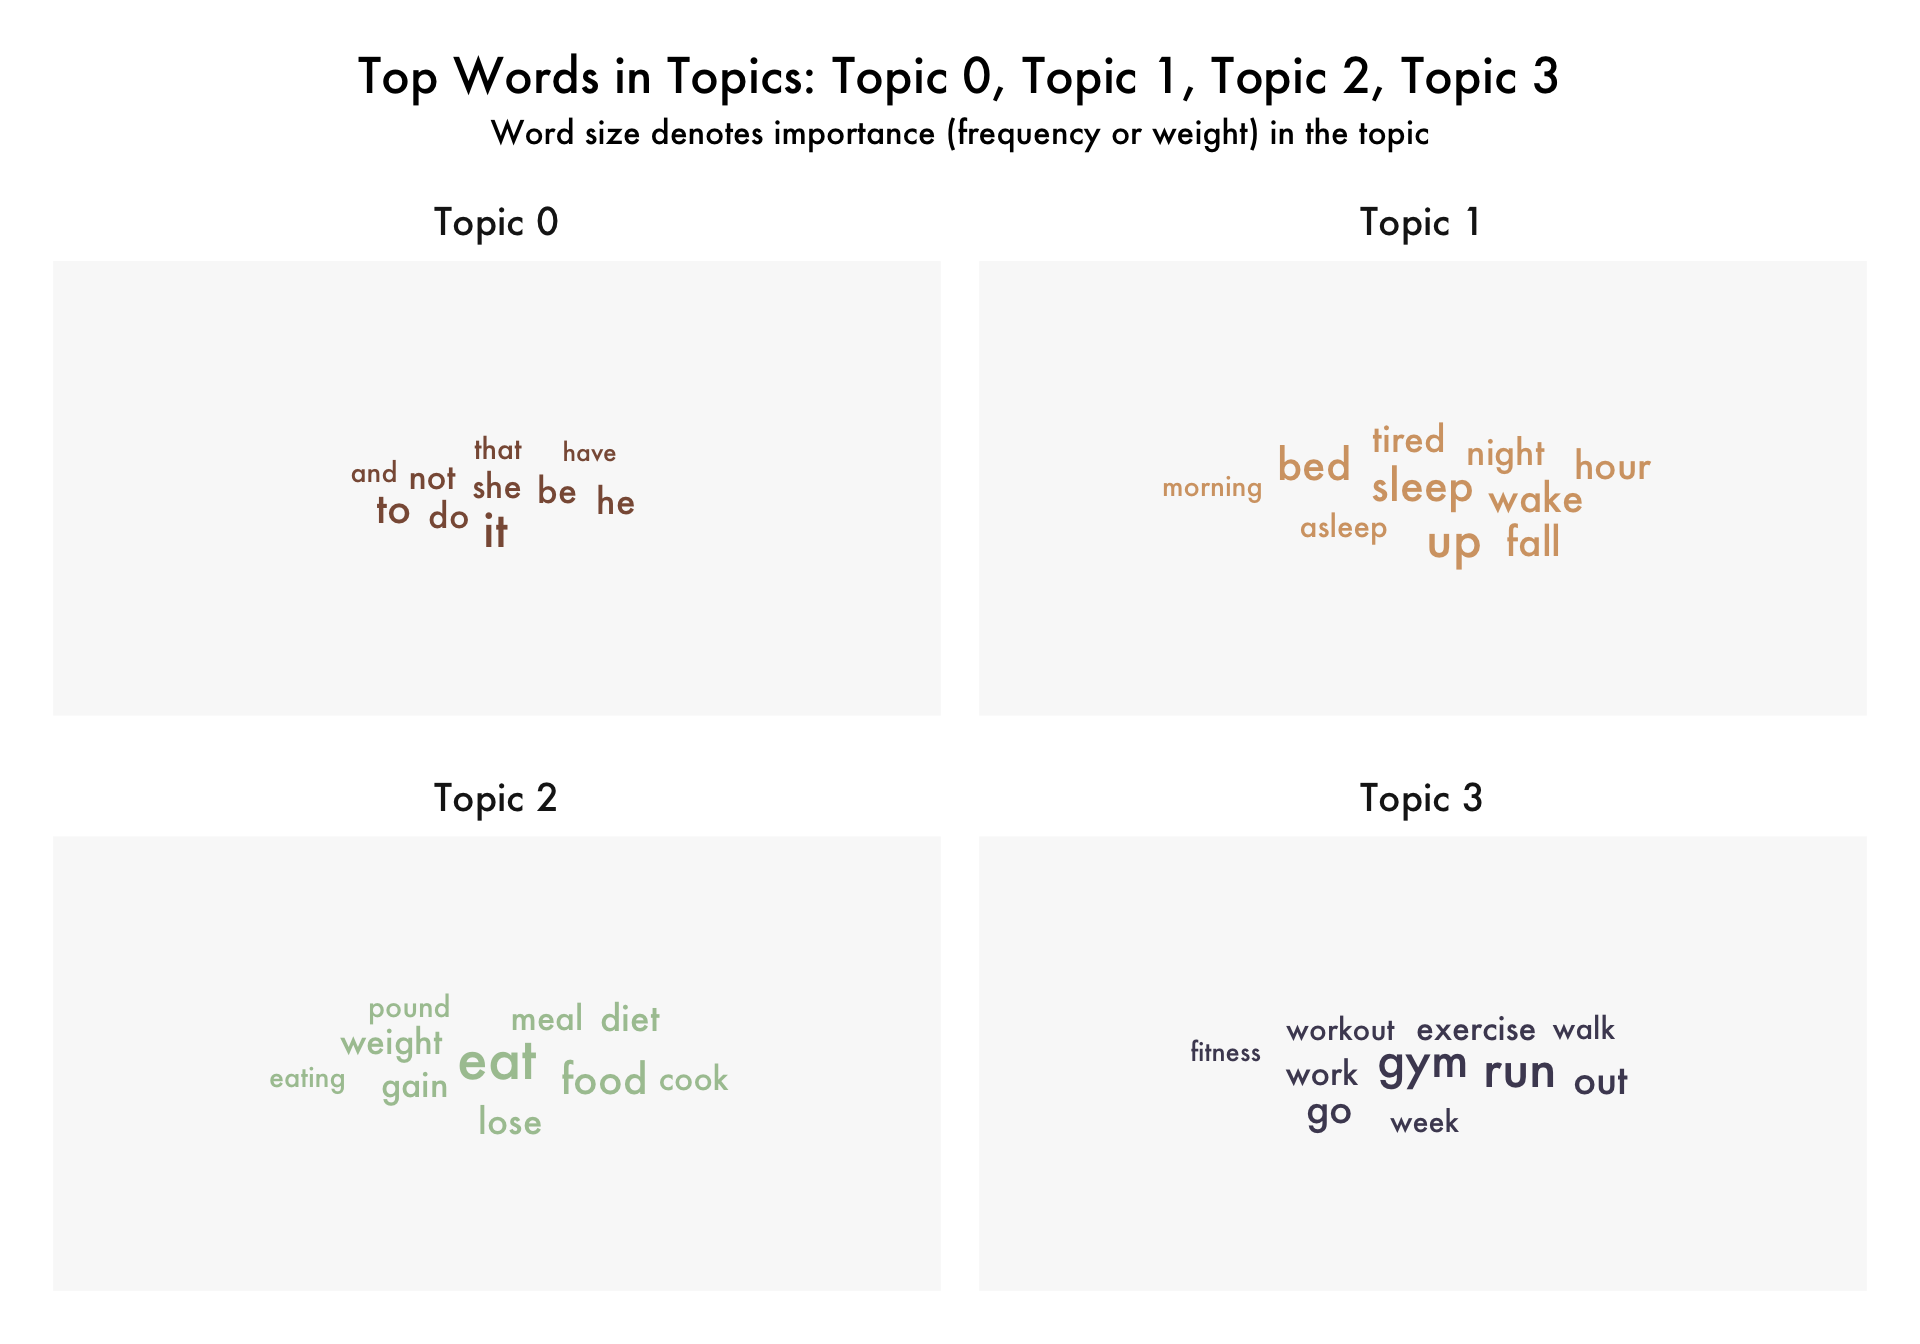 Top Words in Topics: Topic 0, Topic 1, Topic 2, Topic 3
Word size denotes importance (frequency or weight) in the topic
Topic 0
that have
and not she be he
to do it
Topic 1
tired night
bed hour
morning sleep wake
asleep up fall
Topic 2
pound meal diet
weight eat
eating gain food cook
lose
Topic 3
workout exercise walk
fitness
work gym run out
go week